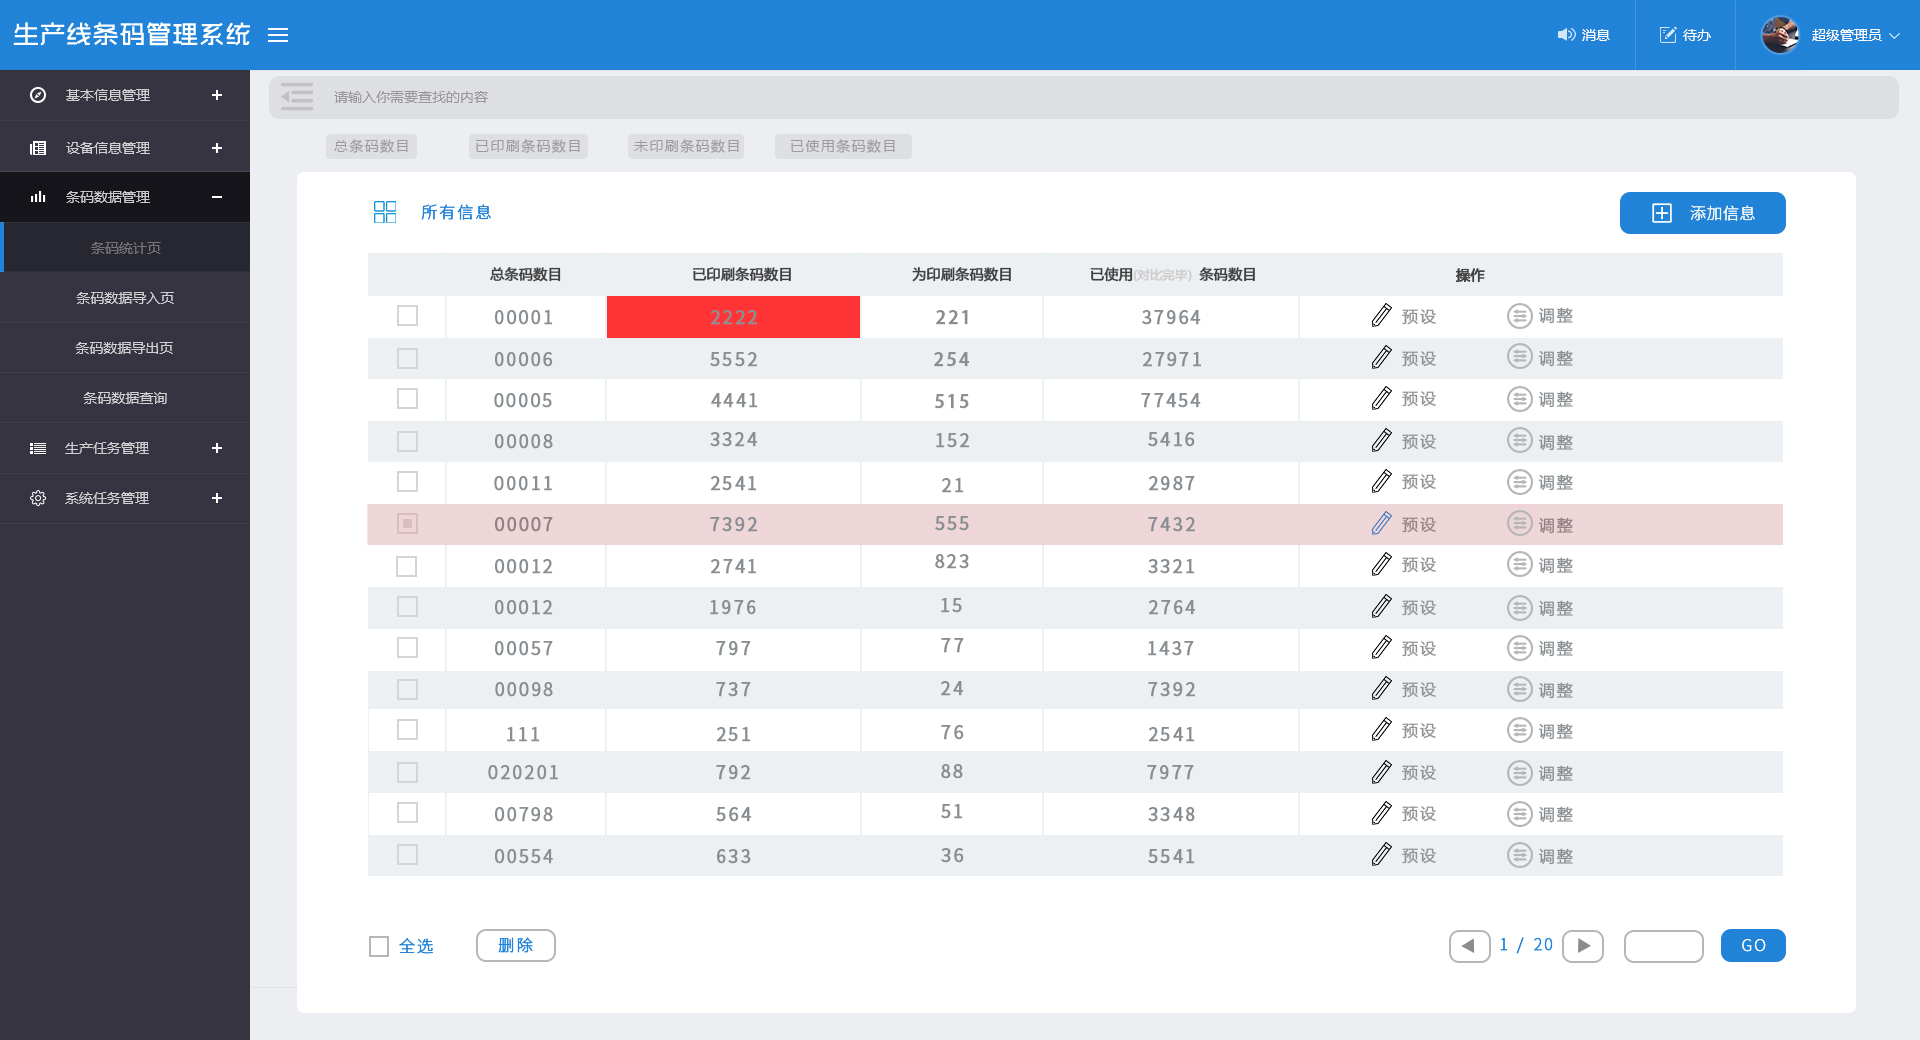 生产线条码管理系统
消息
待办
超级管理员
基本信息管理
设备信息管理
条码数据管理
条码统计页
条码数据导入页
条码数据导出页
条码数据查询
生产任务管理
系统任务管理
请输入你需要查找的内容
总条码数目 已印刷条码数目 未印刷条码数目 已使用条码数目
所有信息
添加信息
总条码数目 已印刷条码数目 为印刷条码数目 已使用(对比完毕) 条码数目 操作
00001 2222 221 37964 预设 调整
00006 5552 254 27971 预设 调整
00005 4441 515 77454 预设 调整
00008 3324 152 5416 预设 调整
00011 2541 21 2987 预设 调整
00007 7392 555 7432 预设 调整
00012 2741 823 3321 预设 调整
00012 1976 15 2764 预设 调整
00057 797 77 1437 预设 调整
00098 737 24 7392 预设 调整
111 251 76 2541 预设 调整
020201 792 88 7977 预设 调整
00798 564 51 3348 预设 调整
00554 633 36 5541 预设 调整
全选 删除 1 / 20 GO